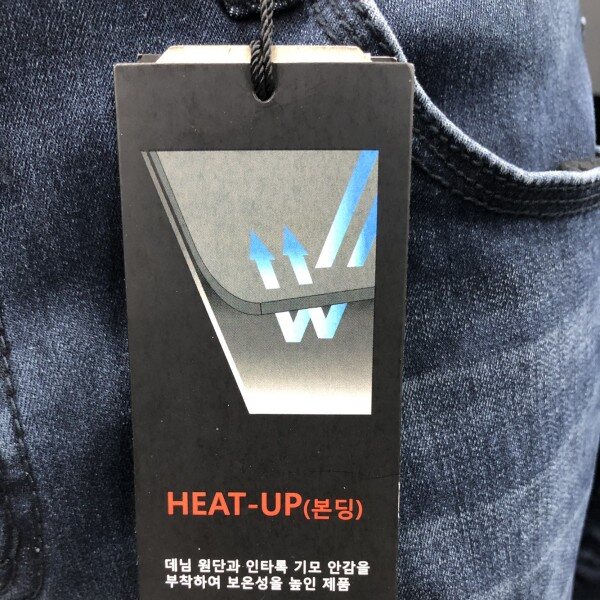 HEAT-UP(본딩)
데님 원단과 인타록 기모 안감을
부착하여 보온성을 높인 제품